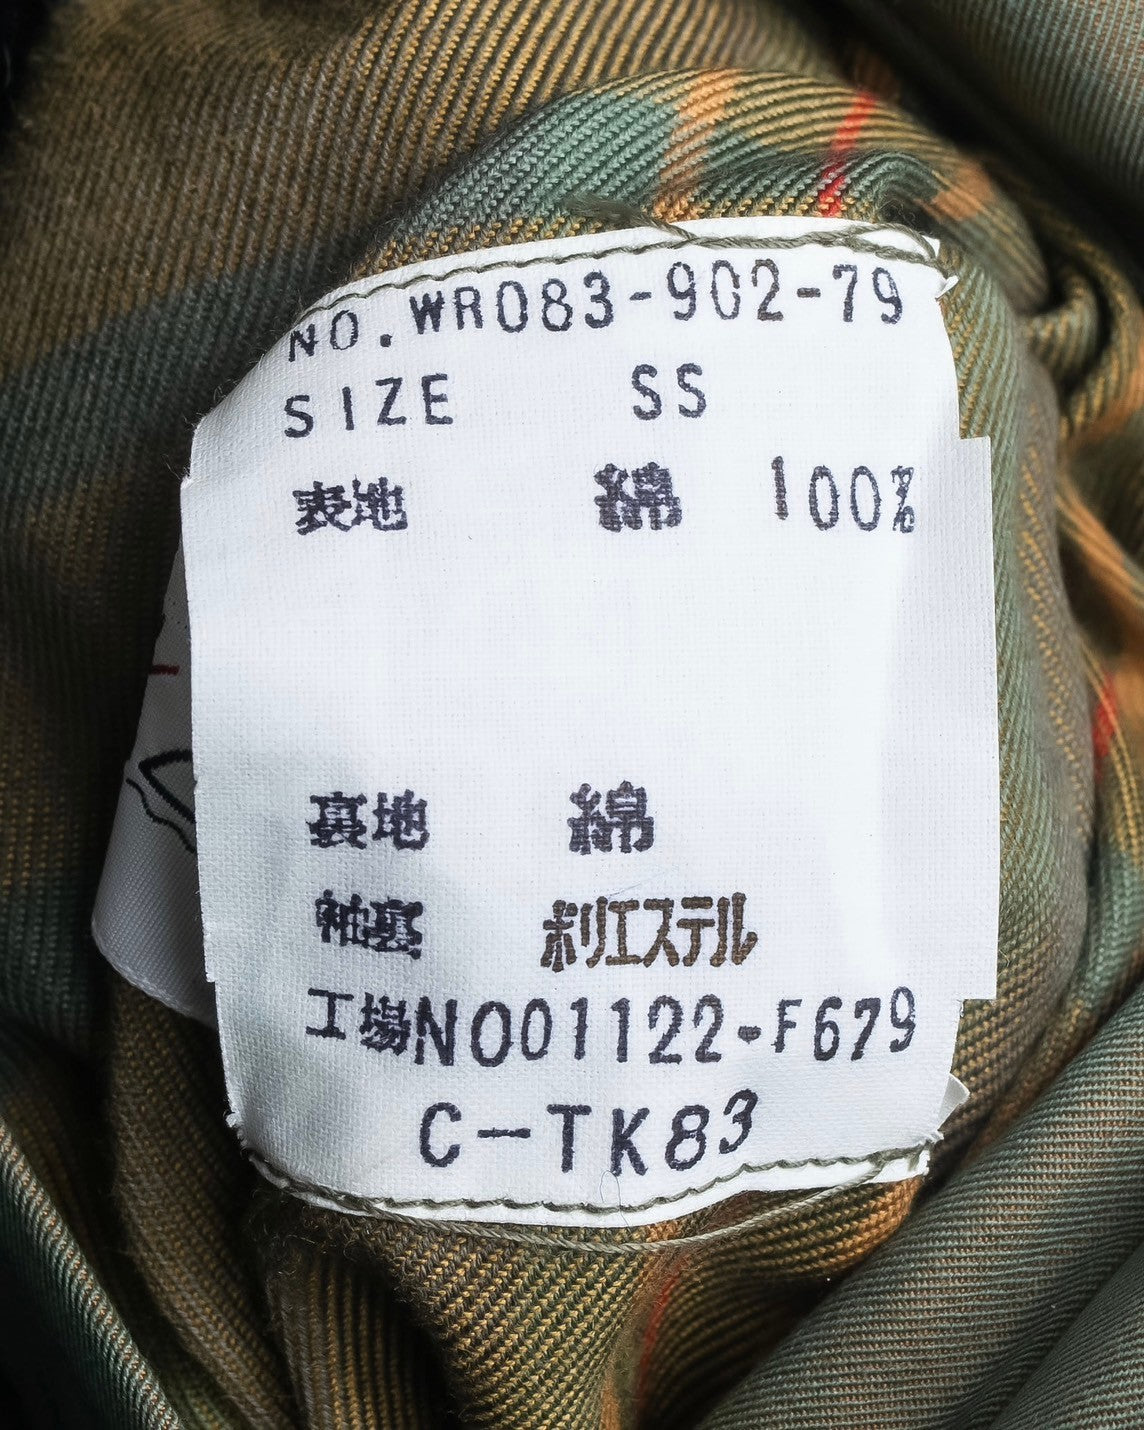 NO.WR083-902-79
SIZE SS
表地 綿 100%
裏地 綿
袖裏 ポリエステル
工場NO01122-F679
C-TK83